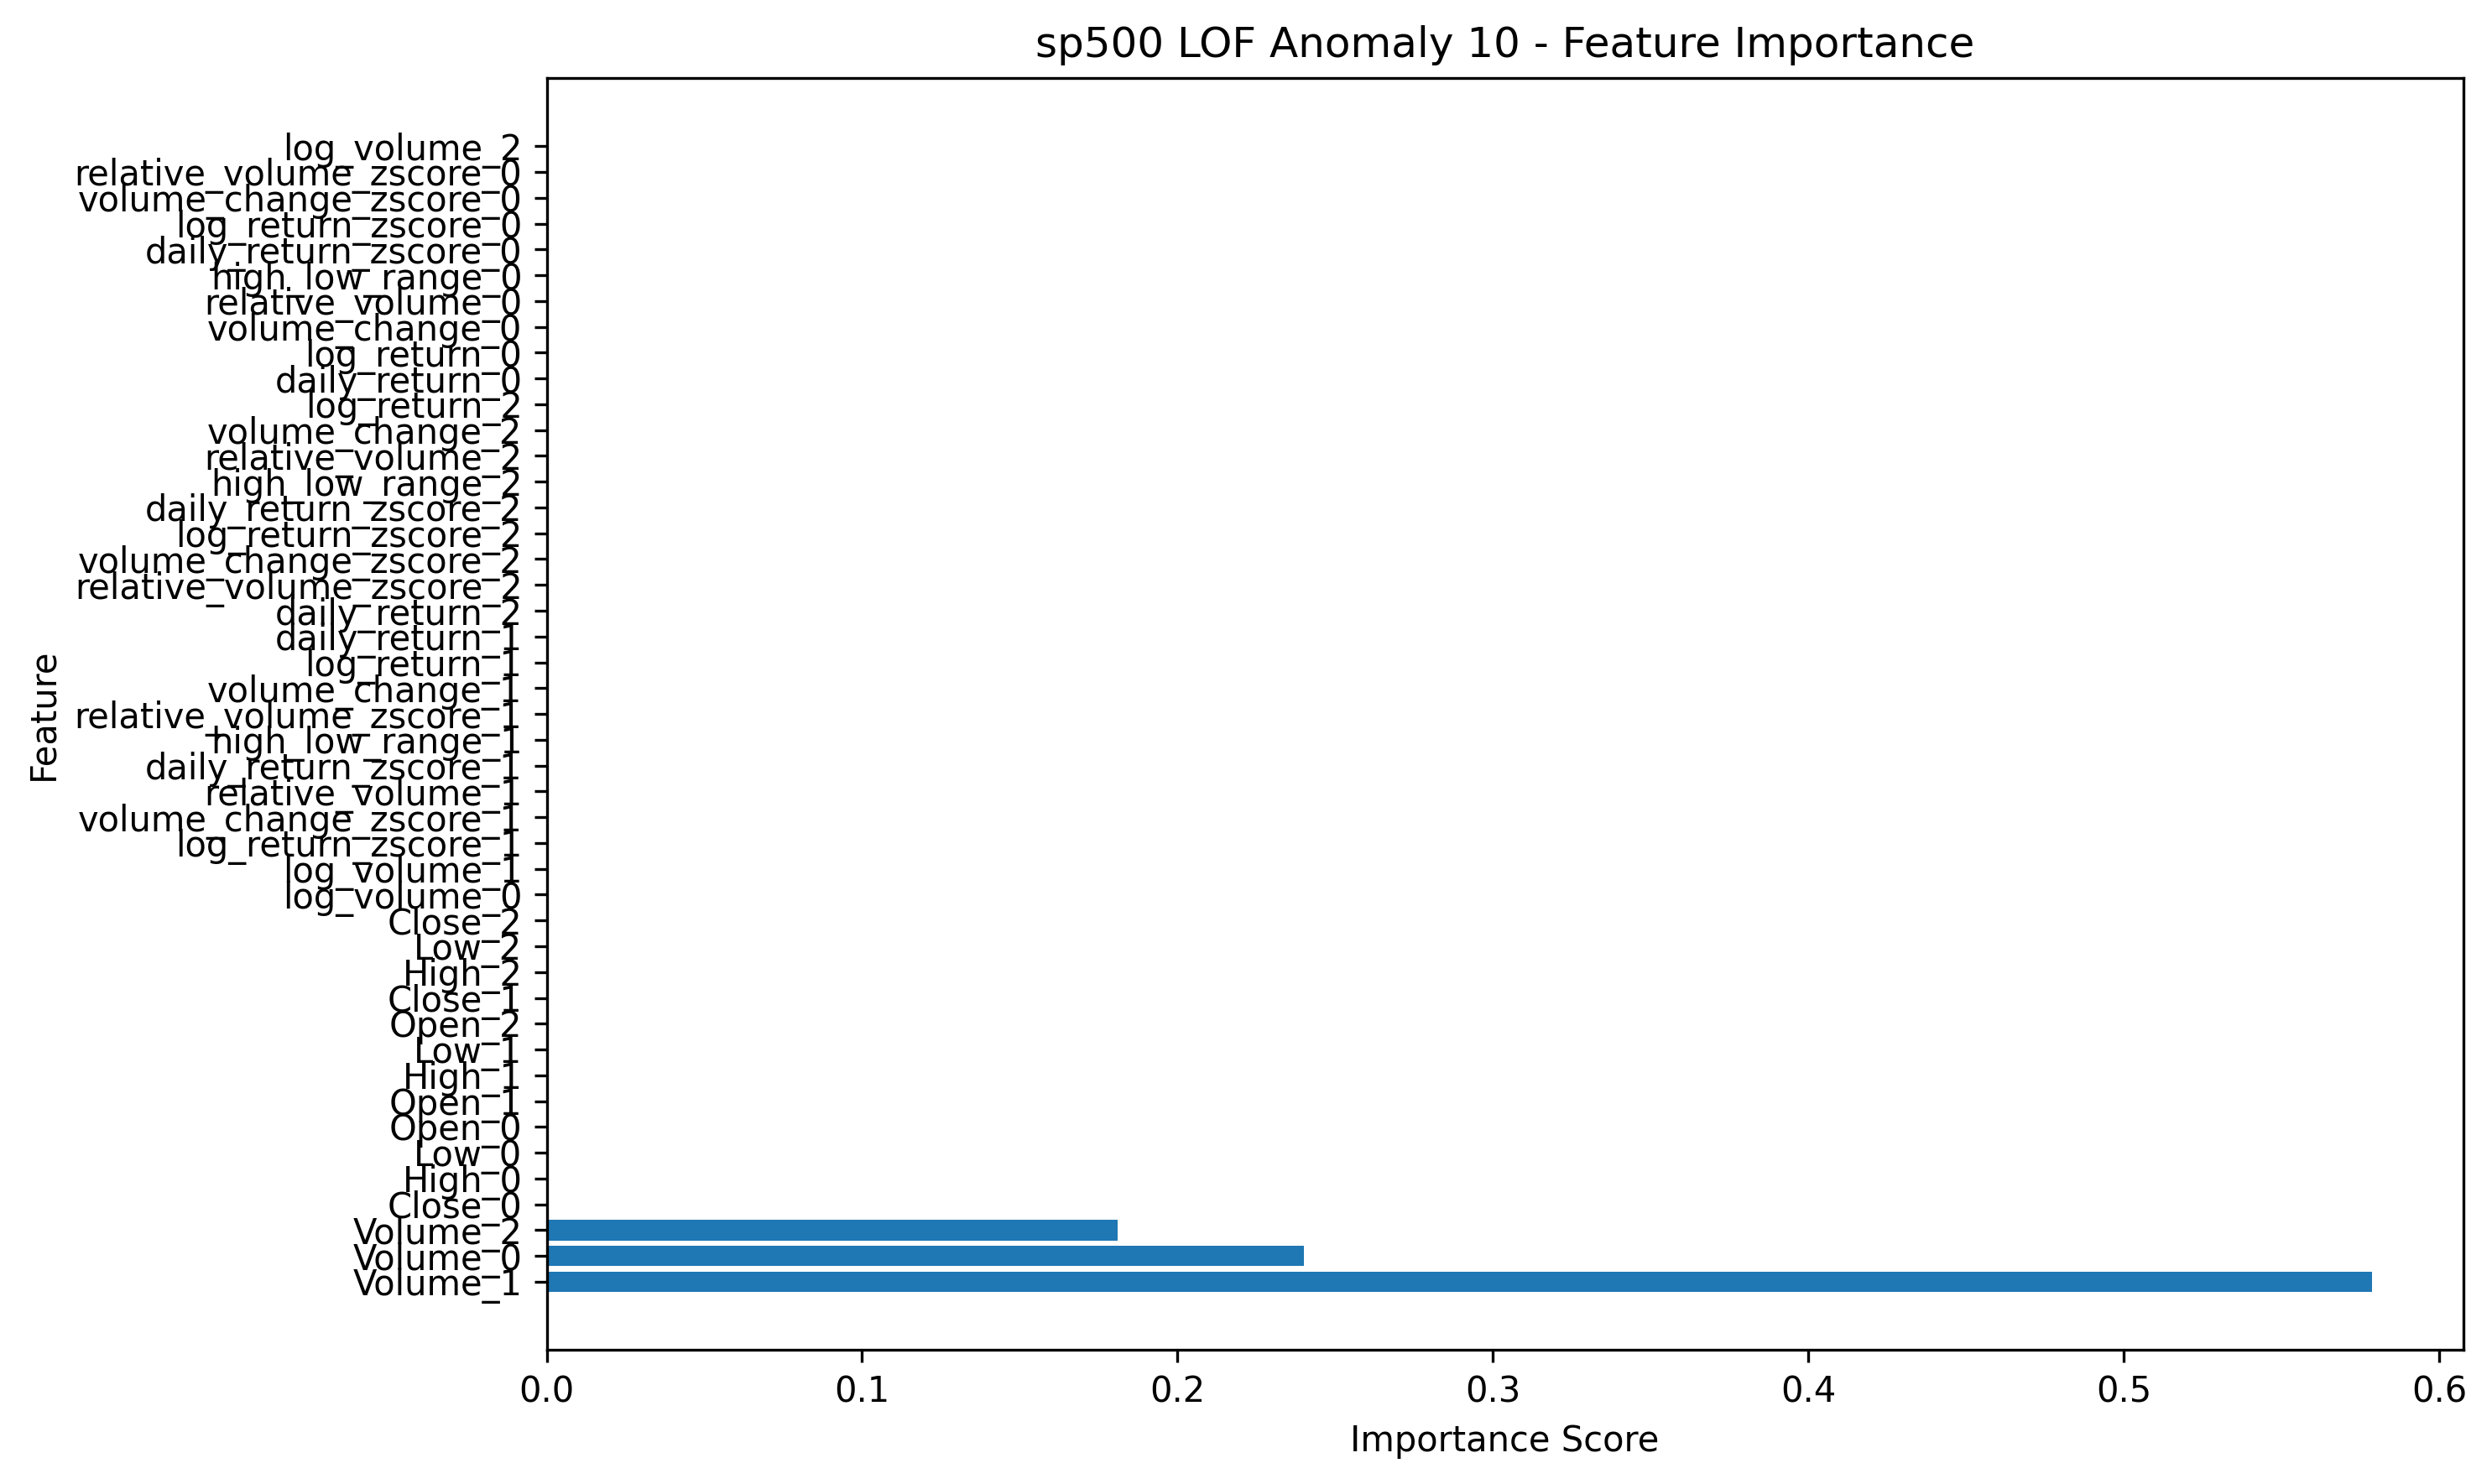 sp500 LOF Anomaly 10 - Feature Importance
log_volume_2
relative_volume_zscore_0
volume_change_zscore_0
log_return_zscore_0
daily_return_zscore_0
high_low_range_0
relative_volume_0
volume_change_0
log_return_0
daily_return_0
log_return_2
volume_change_2
relative_volume_2
high_low_range_2
daily_return_zscore_2
log_return_zscore_2
volume_change_zscore_2
relative_volume_zscore_2
daily_return_2
daily_return_1
log_return_1
volume_change_1
relative_volume_zscore_1
high_low_range_1
daily_return_zscore_1
relative_volume_1
volume_change_zscore_1
log_return_zscore_1
log_volume_1
log_volume_0
Close_2
Low_2
High_2
Close_1
Open_2
Low_1
High_1
Open_1
Open_0
Low_0
High_0
Close_0
Volume_2
Volume_0
Volume_1
Feature
0.0 0.1 0.2 0.3 0.4 0.5 0.6
Importance Score